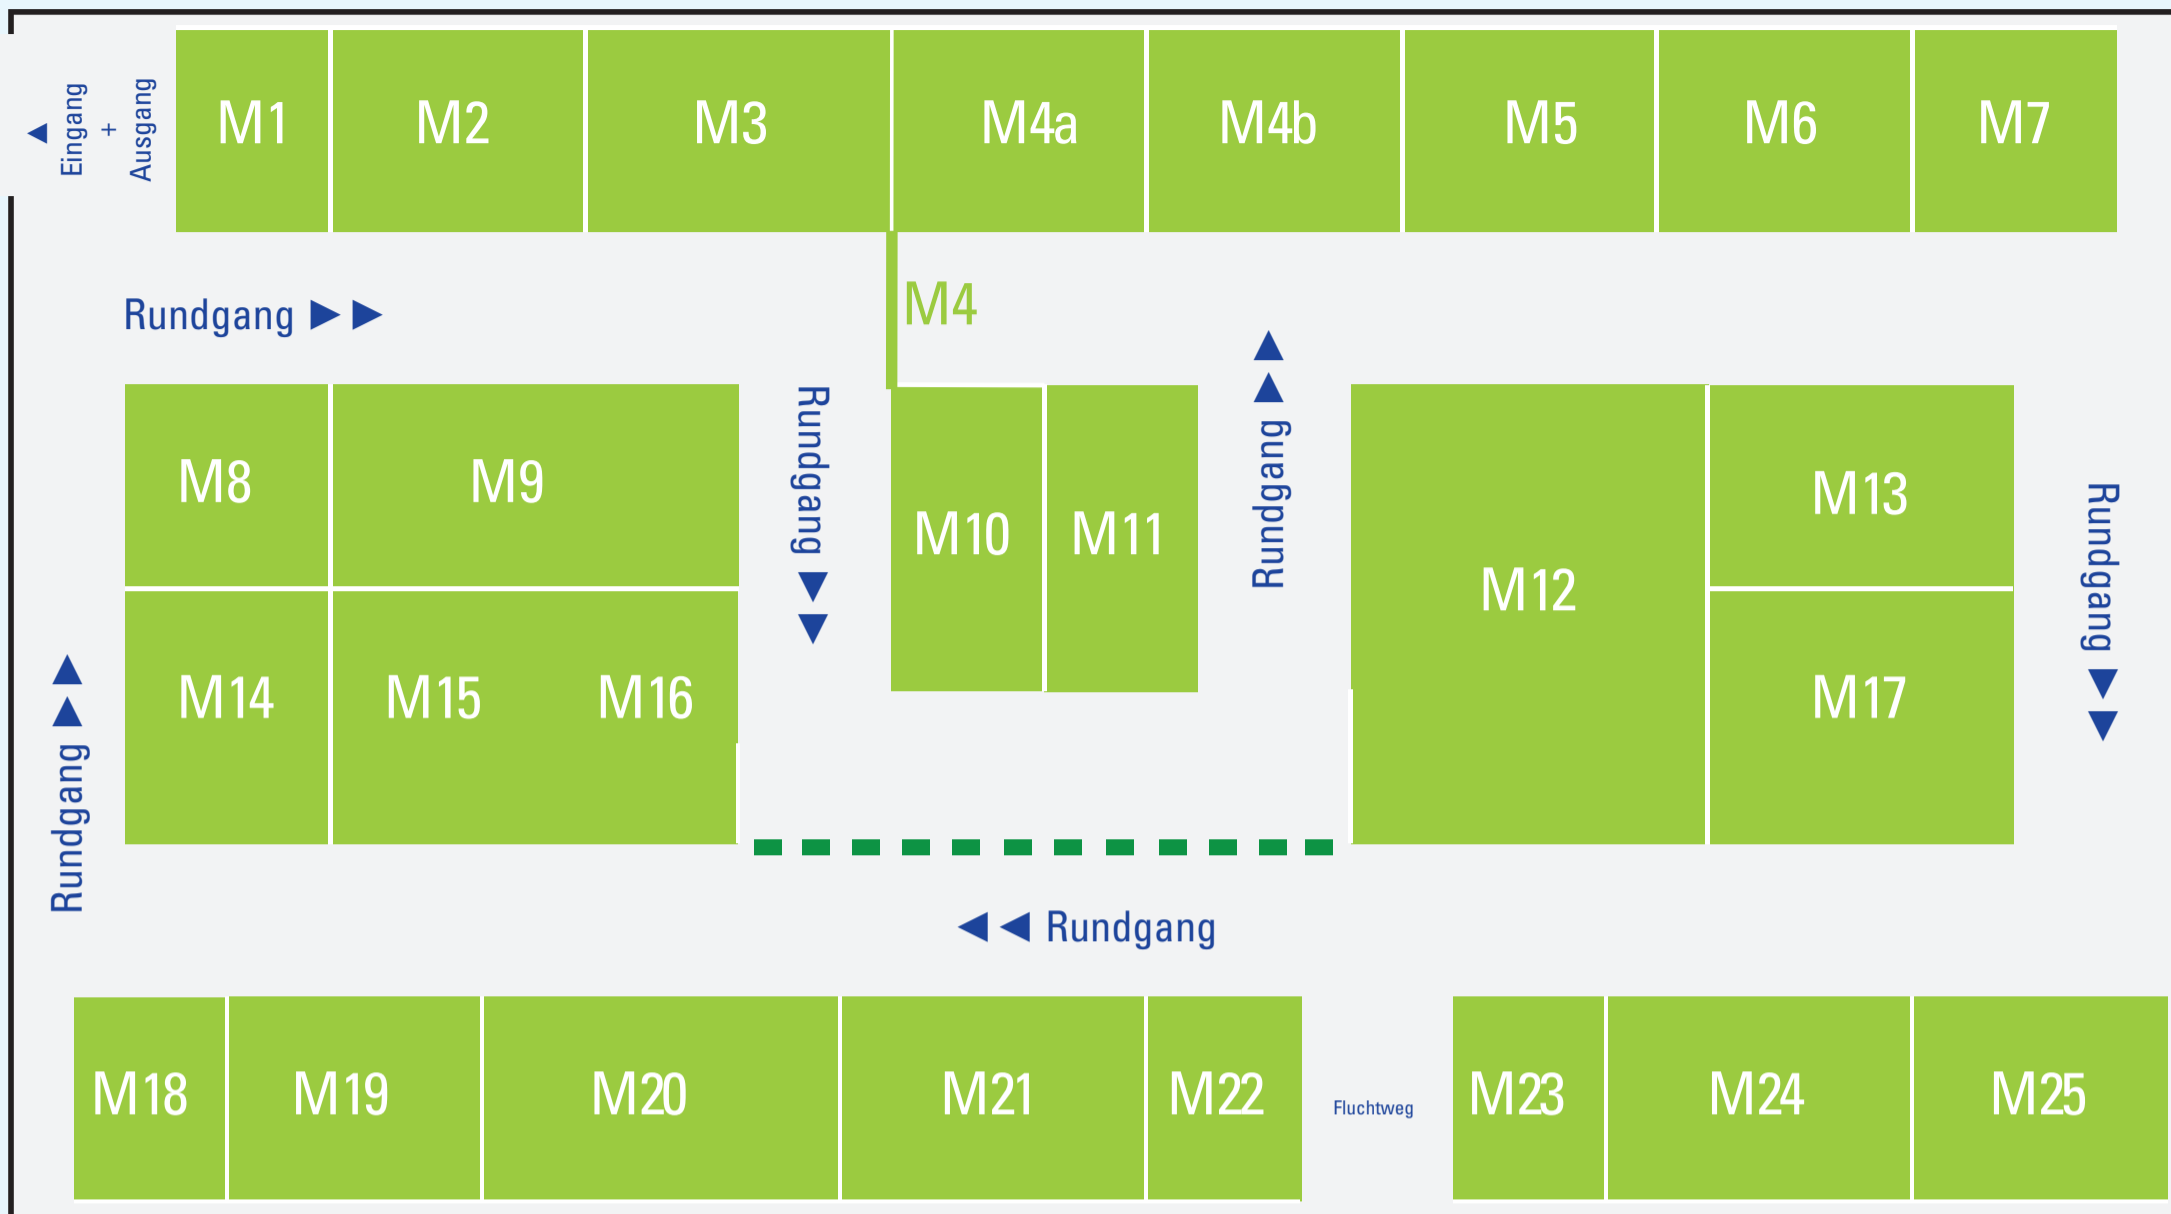 Eingang
+
Ausgang
M1 M2 M3 M4a M4b M5 M6 M7
Rundgang
M4
M8 M9
Rundgang
M10 M11
Rundgang
M12
M13
Rundgang
M14 M15 M16
M17
Rundgang
Rundgang
M18 M19 M20 M21 M22
Fluchtweg
M23 M24 M25